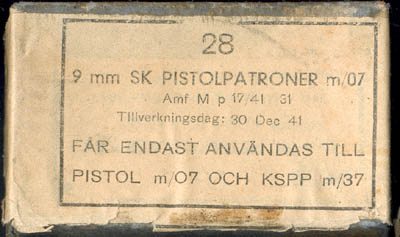 28
9 mm SK PISTOLPATRONER m/07
Amf M p 17/41 31
Tillverkningsdag: 30 Dec 41
FÅR ENDAST ANVÄNDAS TILL
PISTOL m/07 OCH KSPP m/37